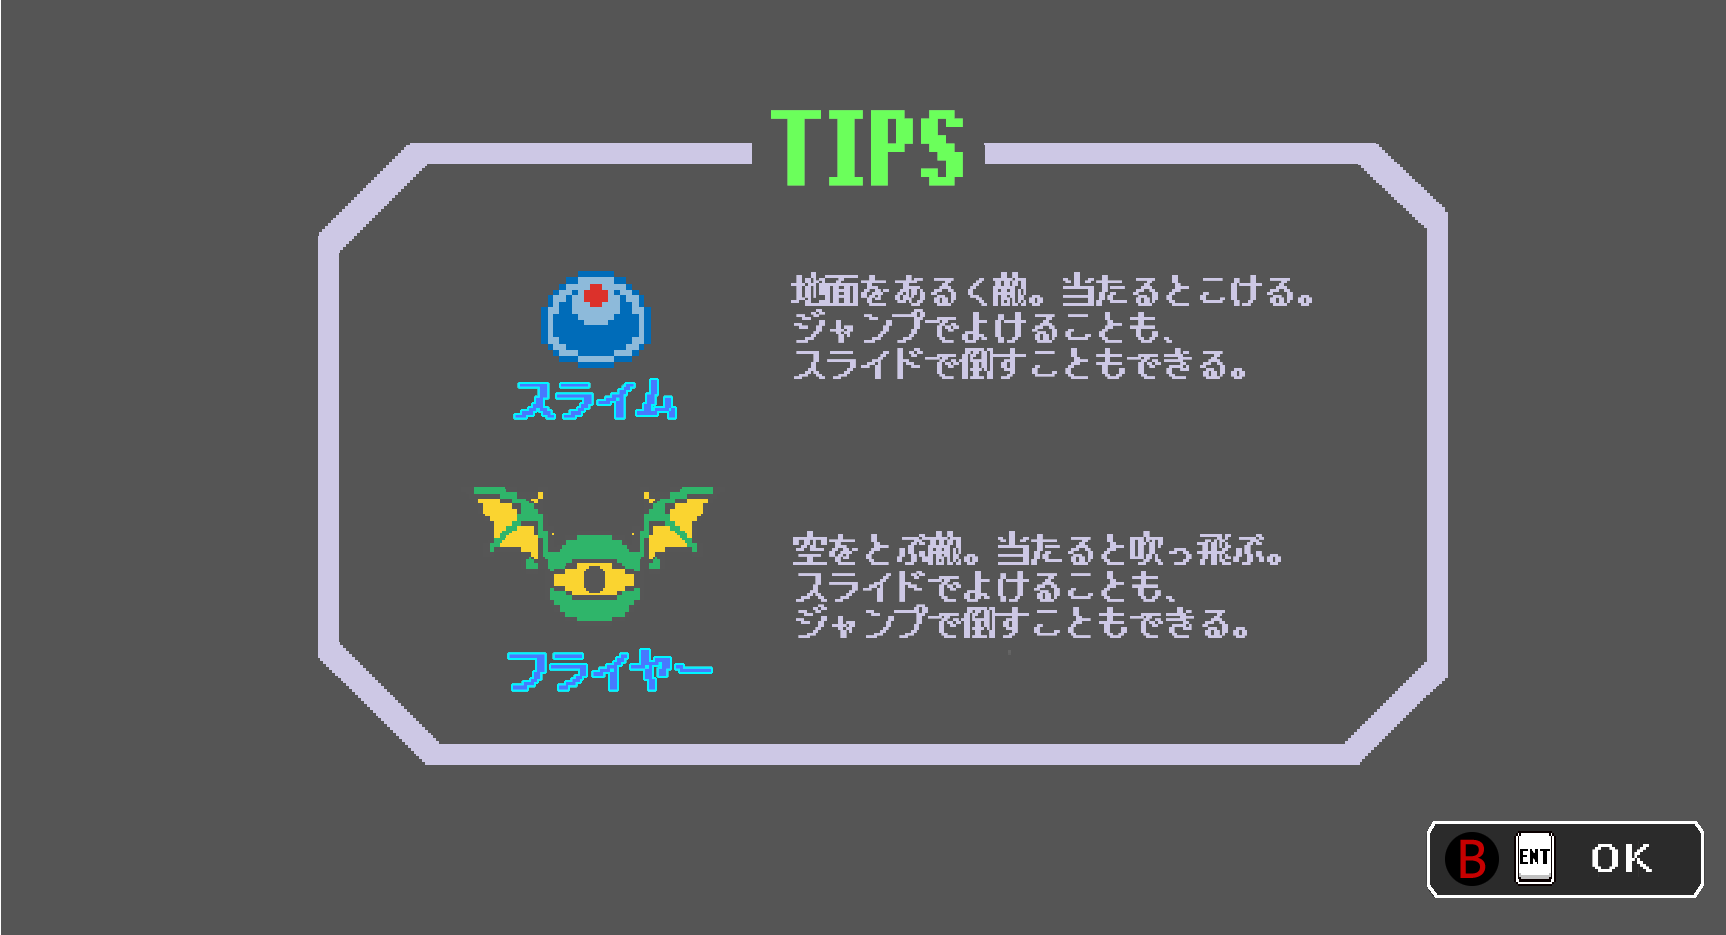 TIPS
地面をあるく敵。当たるとこける。
ジャンプでよけることも、
スライドで倒すこともできる。
スライム
空をとぶ敵。当たると吹っ飛ぶ。
スライドでよけることも、
ジャンプで倒すこともできる。
フライヤー
B ENT OK